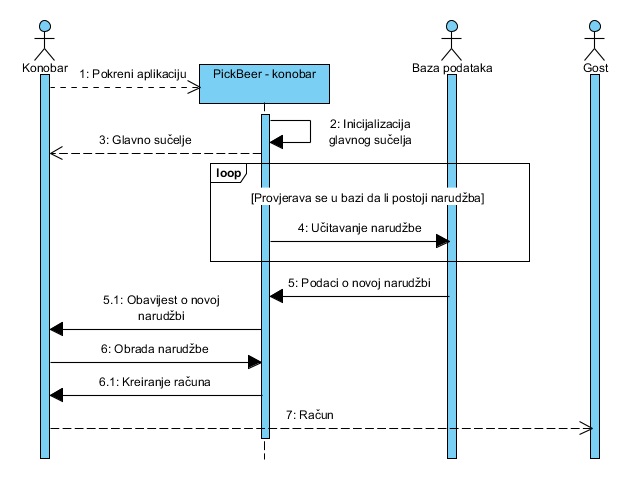 Konobar
Baza podataka
Gost
1: Pokreni aplikaciju
PickBeer - konobar
2: Inicijalizacija
glavnog sučelja
3: Glavno sučelje
loop
[Provjerava se u bazi da li postoji narudžba]
4: Učitavanje narudžbe
5: Podaci o novoj narudžbi
5.1: Obavijest o novoj
narudžbi
6: Obrada narudžbe
6.1: Kreiranje računa
7: Račun